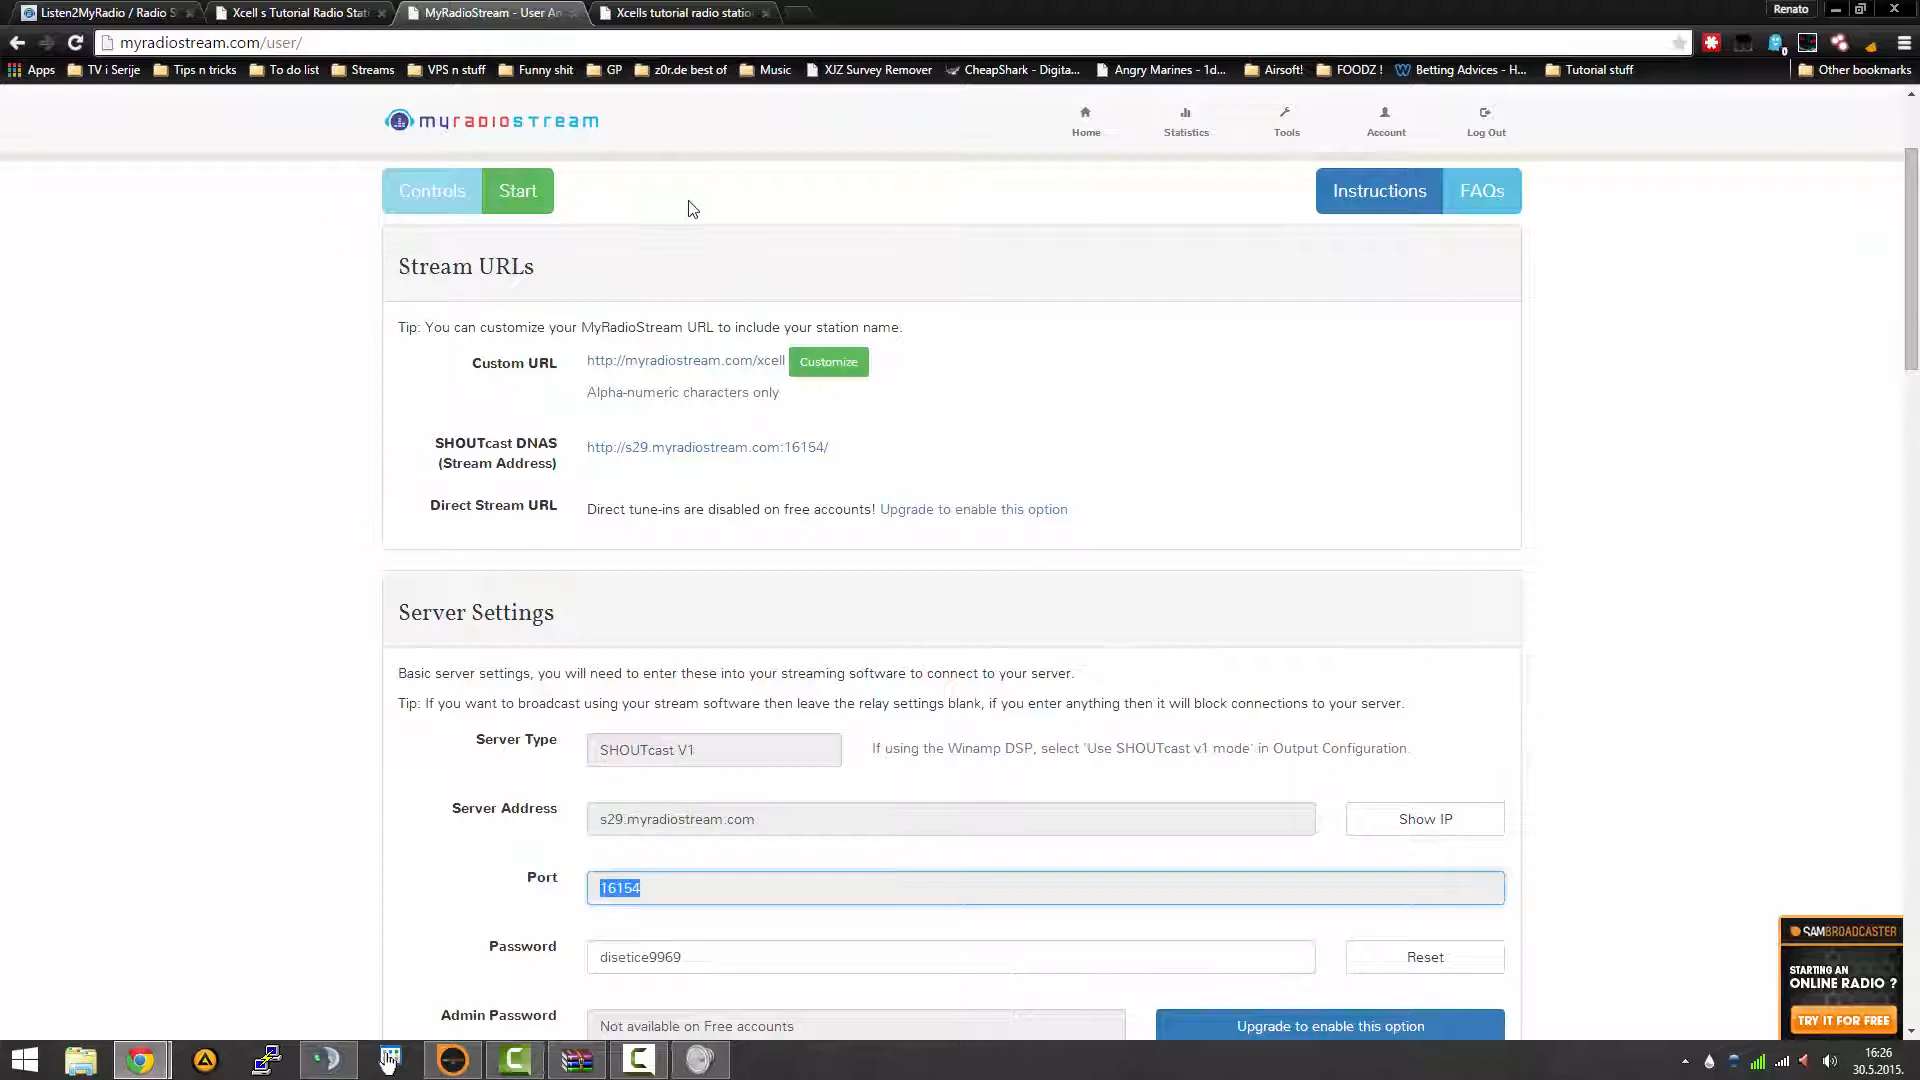 Listen2MyRadio / Radio S
Xcell s Tutorial Radio Stati
MyRadioStream - User An
Xcells tutorial radio statio
Renato
myradiostream.com/user/
Apps
TV i Serije
Tips n tricks
To do list
Streams
VPS n stuff
Funny shit
GP
z0r.de best of
Music
XJZ Survey Remover
CheapShark - Digita...
Angry Marines - 1d...
Airsoft!
FOODZ !
Betting Advices - H...
Tutorial stuff
Other bookmarks
myradiostream
Home
Statistics
Tools
Account
Log Out
Controls
Start
Instructions
FAQs
Stream URLs
Tip: You can customize your MyRadioStream URL to include your station name.
Custom URL
http://myradiostream.com/xcell
Customize
Alpha-numeric characters only
SHOUTcast DNAS
(Stream Address)
http://s29.myradiostream.com:16154/
Direct Stream URL
Direct tune-ins are disabled on free accounts! Upgrade to enable this option
Server Settings
Basic server settings, you will need to enter these into your streaming software to connect to your server.
Tip: If you want to broadcast using your stream software then leave the relay settings blank, if you enter anything then it will block connections to your server.
Server Type
SHOUTcast V1
If using the Winamp DSP, select 'Use SHOUTcast v1 mode' in Output Configuration.
Server Address
s29.myradiostream.com
Show IP
Port
16154
Password
disetice9969
Reset
Admin Password
Not available on Free accounts
Upgrade to enable this option
SAMBROADCASTER
STARTING AN
ONLINE RADIO ?
TRY IT FOR FREE
16:26
30.5.2015.